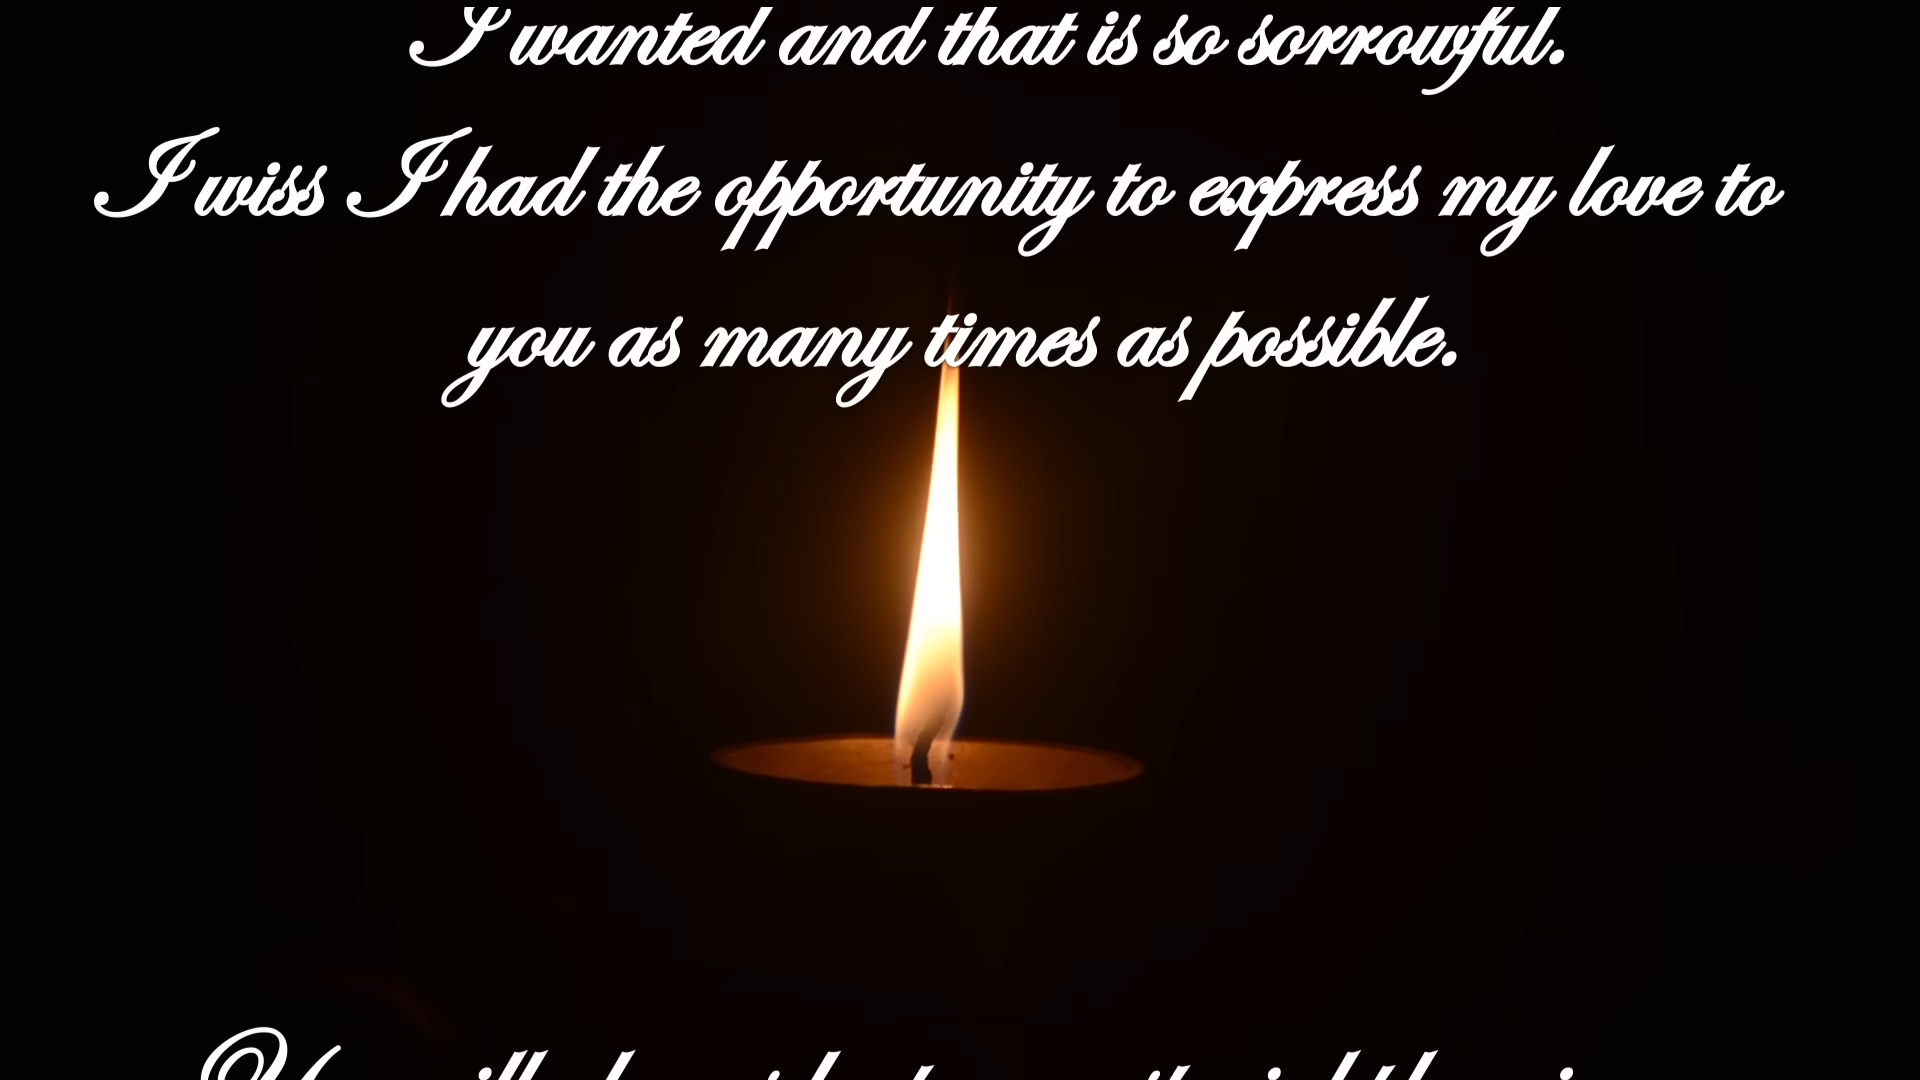 I wanted and that is so sorrowful.
I wiss I had the opportunity to express my love to
you as many times as possible.